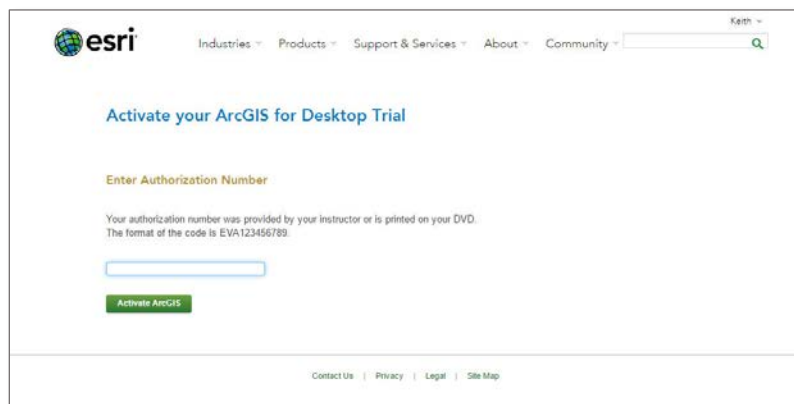 Keith
esri
Industries Products Support & Services About Community
Activate your ArcGIS for Desktop Trial
Enter Authorization Number
Your authorization number was provided by your instructor or is printed on your DVD.
The format of the code is EVA123456789.
Activate ArcGIS
Contact Us | Privacy | Legal | Site Map